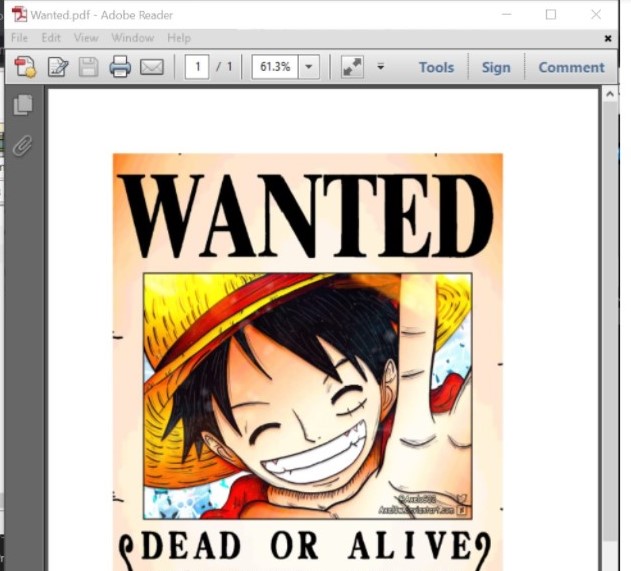 Wanted.pdf - Adobe Reader
File Edit View Window Help
1 / 1 61.3% Tools Sign Comment
WANTED
DEAD OR ALIVE